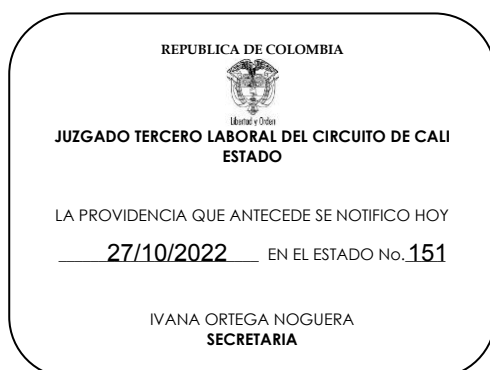 REPUBLICA DE COLOMBIA
Libertad y Orden
JUZGADO TERCERO LABORAL DEL CIRCUITO DE CALI
ESTADO
LA PROVIDENCIA QUE ANTECEDE SE NOTIFICO HOY
27/10/2022 EN EL ESTADO No. 151
IVANA ORTEGA NOGUERA
SECRETARIA